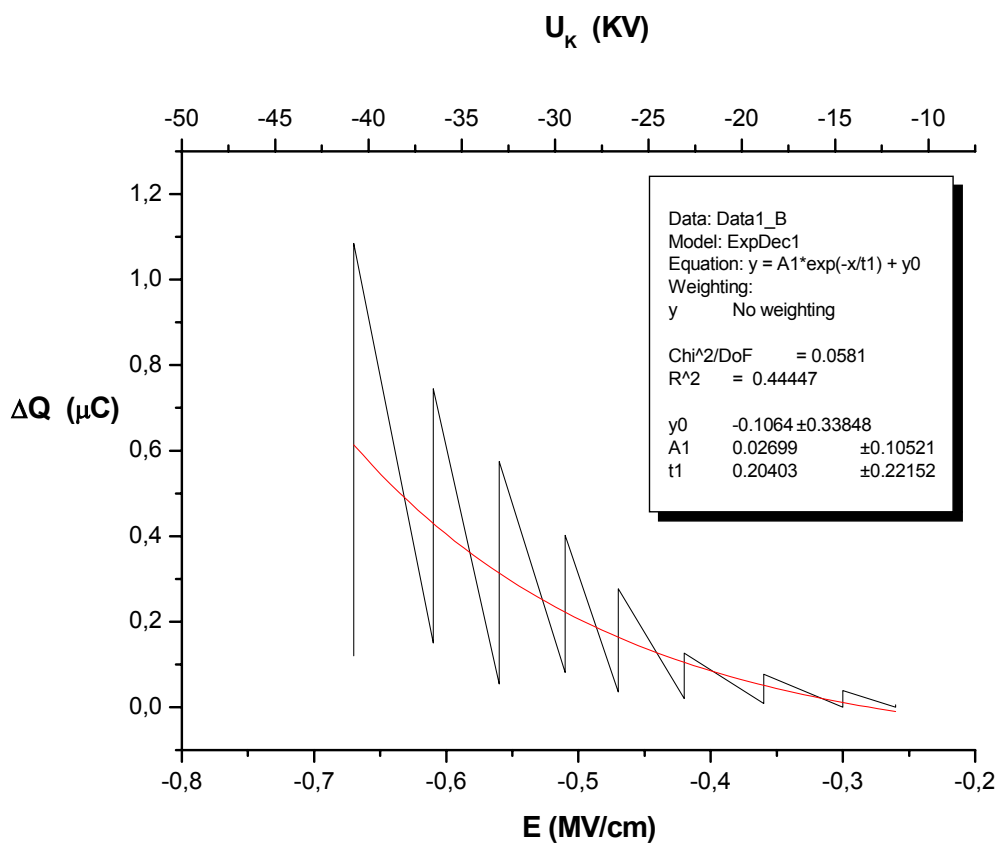 U_K (KV)
-50 -45 -40 -35 -30 -25 -20 -15 -10
1,2
1,0
0,8
0,6
0,4
0,2
0,0
ΔQ (μC)
Data: Data1_B
Model: ExpDec1
Equation: y = A1*exp(-x/t1) + y0
Weighting:
y No weighting
Chi^2/DoF = 0.0581
R^2 = 0.44447
y0 -0.1064 ±0.33848
A1 0.02699 ±0.10521
t1 0.20403 ±0.22152
-0,8 -0,7 -0,6 -0,5 -0,4 -0,3 -0,2
E (MV/cm)